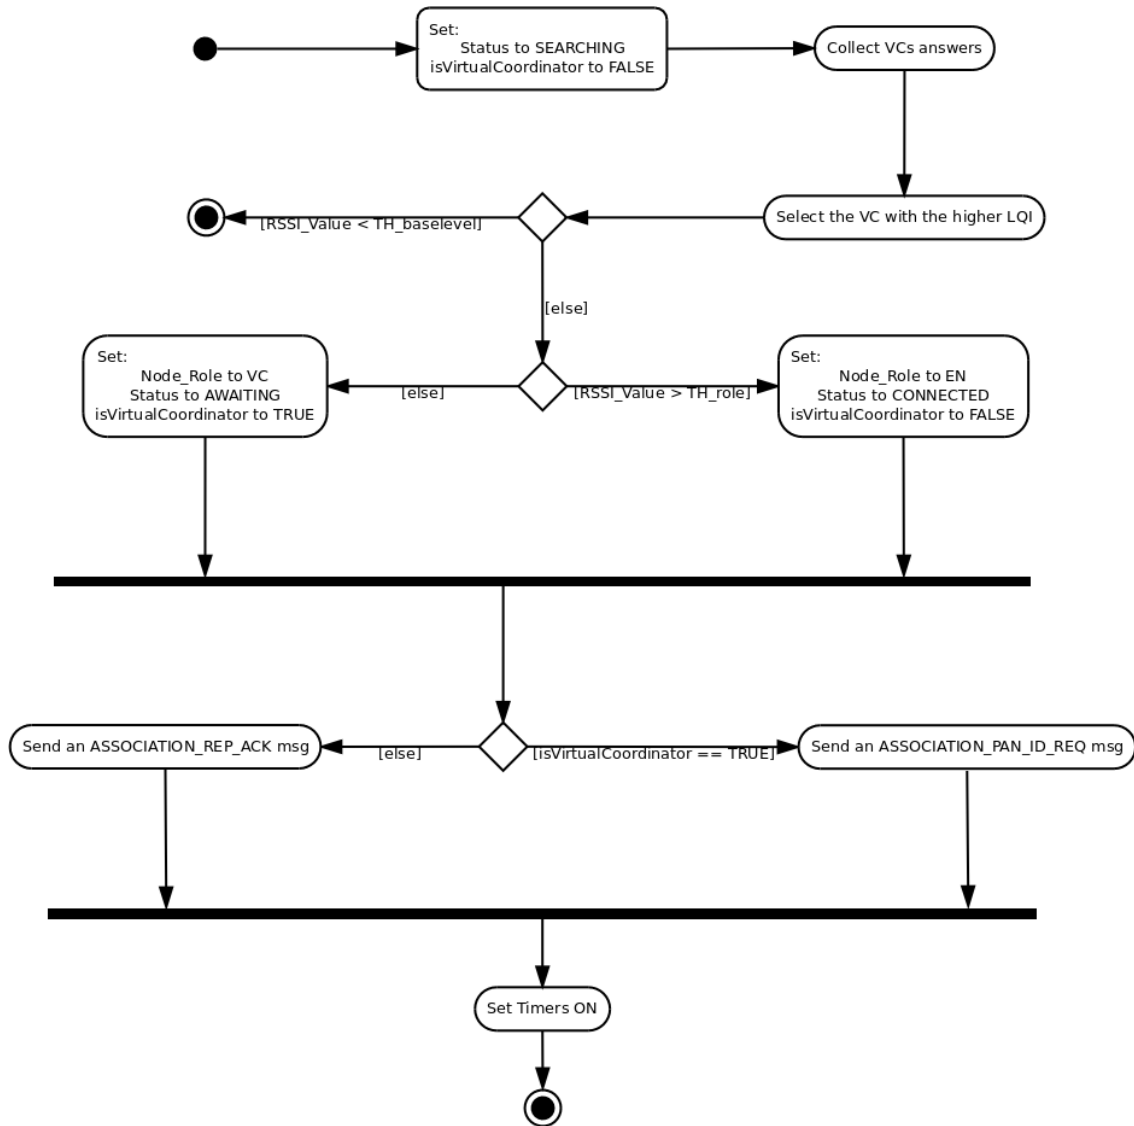 Set:
Status to SEARCHING
isVirtualCoordinator to FALSE
Collect VCs answers
Select the VC with the higher LQI
[RSSI_Value < TH_baselevel]
[else]
Set:
Node_Role to VC
Status to AWAITING
isVirtualCoordinator to TRUE
[else]
[RSSI_Value > TH_role]
Set:
Node_Role to EN
Status to CONNECTED
isVirtualCoordinator to FALSE
Send an ASSOCIATION_REP_ACK msg
[else]
[isVirtualCoordinator == TRUE]
Send an ASSOCIATION_PAN_ID_REQ msg
Set Timers ON